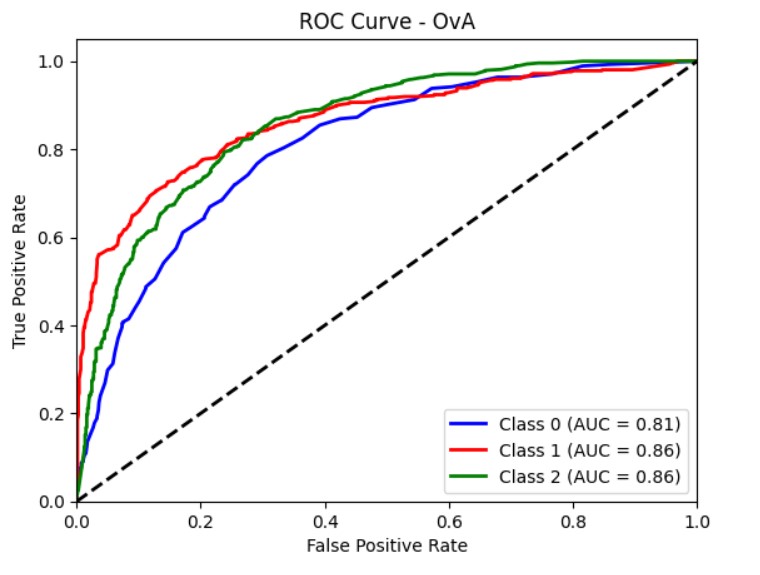 ROC Curve - OvA
True Positive Rate
1.0
0.8
0.6
0.4
0.2
0.0
Class 0 (AUC = 0.81)
Class 1 (AUC = 0.86)
Class 2 (AUC = 0.86)
0.0 0.2 0.4 0.6 0.8 1.0
False Positive Rate